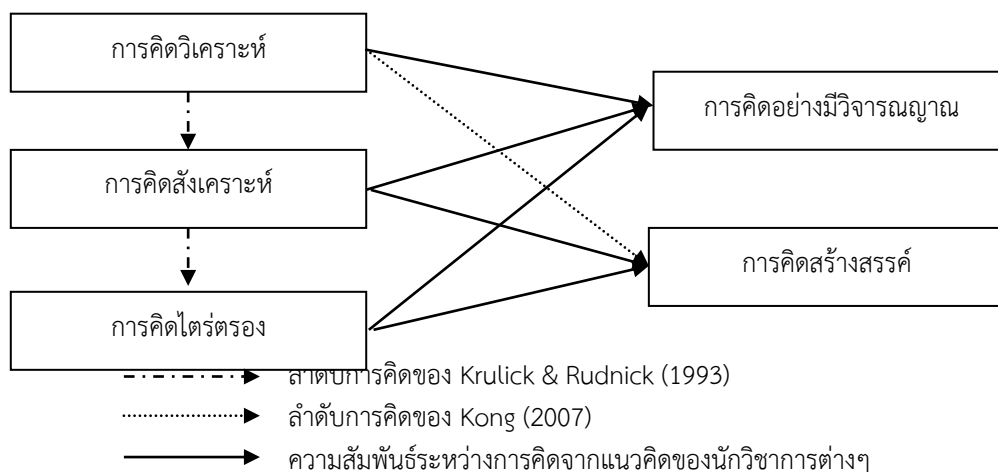 การคิดวิเคราะห์
การคิดอย่างมีวิจารณญาณ
การคิดสังเคราะห์
การคิดสร้างสรรค์
การคิดไตร่ตรอง
ลำดับการคิดของ Krulick & Rudnick (1993)
ลำดับการคิดของ Kong (2007)
ความสัมพันธ์ระหว่างการคิดจากแนวคิดของนักวิชาการต่างๆ